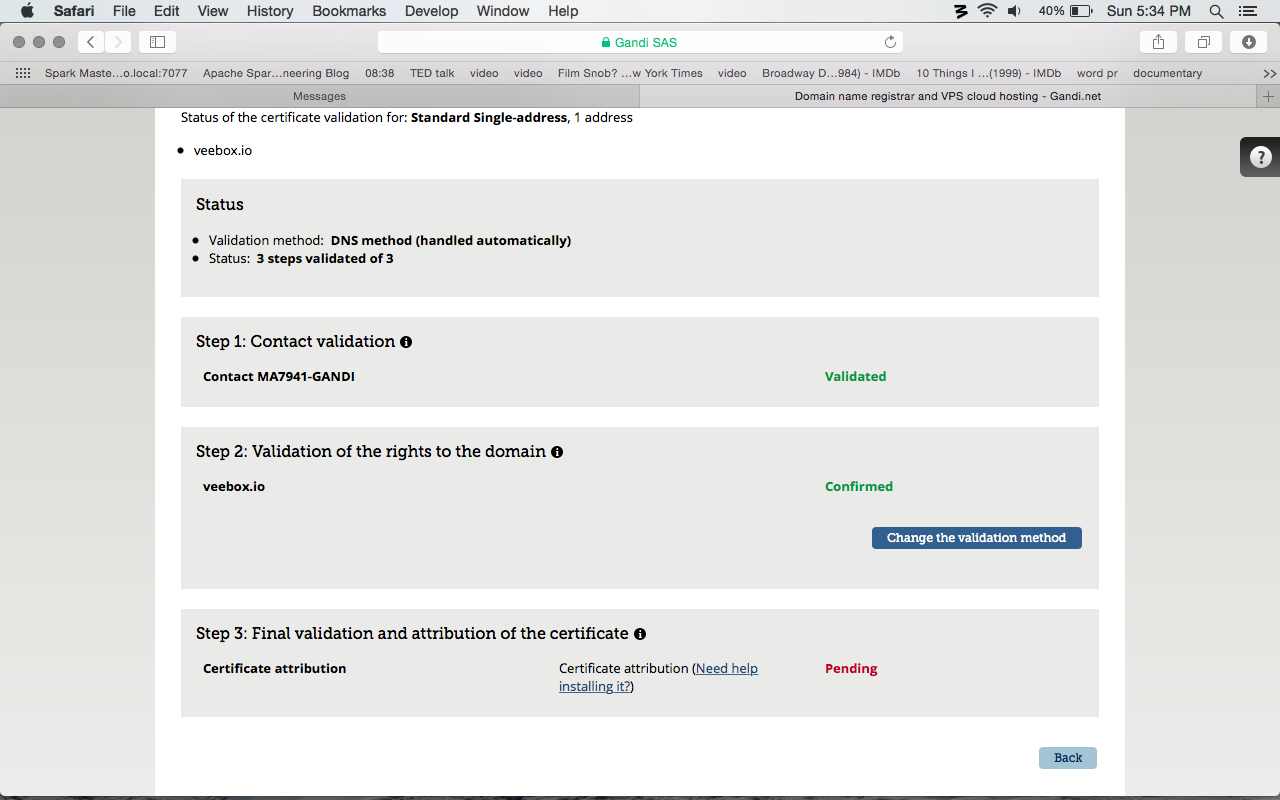 Safari File Edit View History Bookmarks Develop Window Help 40% Sun 5:34 PM
Gandi SAS
Spark Maste...o.local:7077 Apache Spar...neering Blog 08:38 TED talk video video Film Snob? ...w York Times video Broadway D...984) - IMDb 10 Things I ...(1999) - IMDb word pr documentary >>
Messages Domain name registrar and VPS cloud hosting - Gandi.net +
Status of the certificate validation for: Standard Single-address, 1 address
• veebox.io
?
Status
• Validation method: DNS method (handled automatically)
• Status: 3 steps validated of 3
Step 1: Contact validation
Contact MA7941-GANDI Validated
Step 2: Validation of the rights to the domain
veebox.io Confirmed
Change the validation method
Step 3: Final validation and attribution of the certificate
Certificate attribution Certificate attribution (Need help Pending
installing it?)
Back